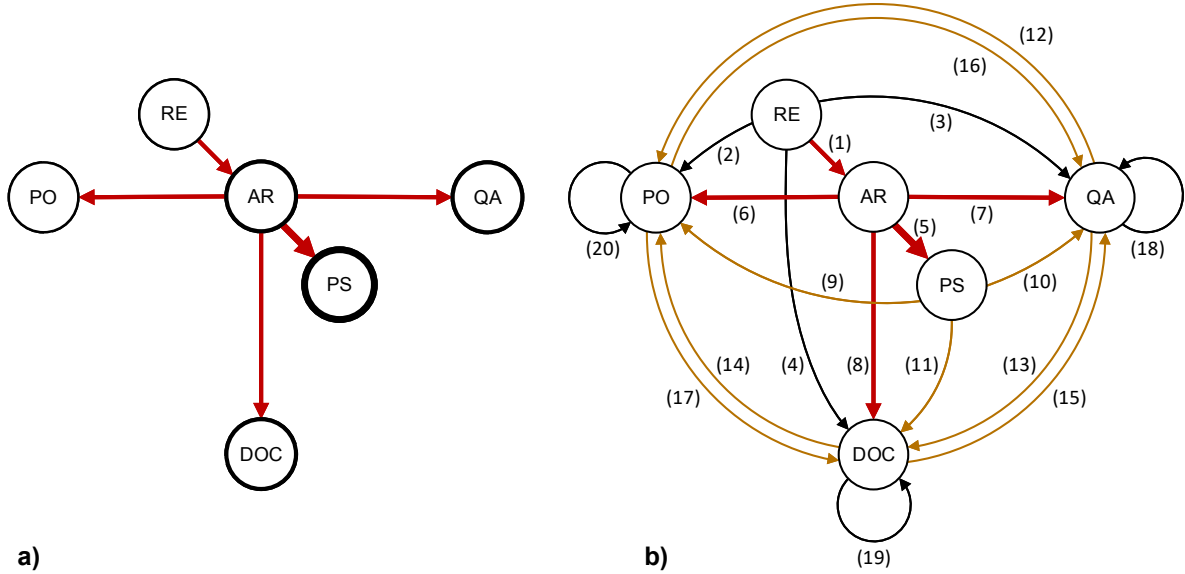 RE
PO
AR
QA
PS
DOC
a)
(12)
(16)
RE
(3)
(1)
(2)
PO
AR
QA
(6)
(5)
(7)
(20)
(18)
PS
(9)
(10)
(14)
(4)
(8)
(11)
(13)
(17)
(15)
DOC
(19)
b)